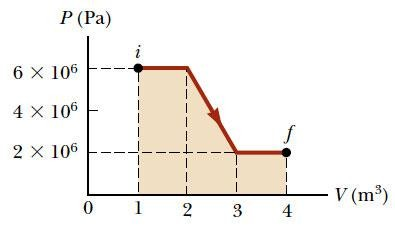 P (Pa)
i
6 × 10⁶
4 × 10⁶
f
2 × 10⁶
V (m³)
0 1 2 3 4